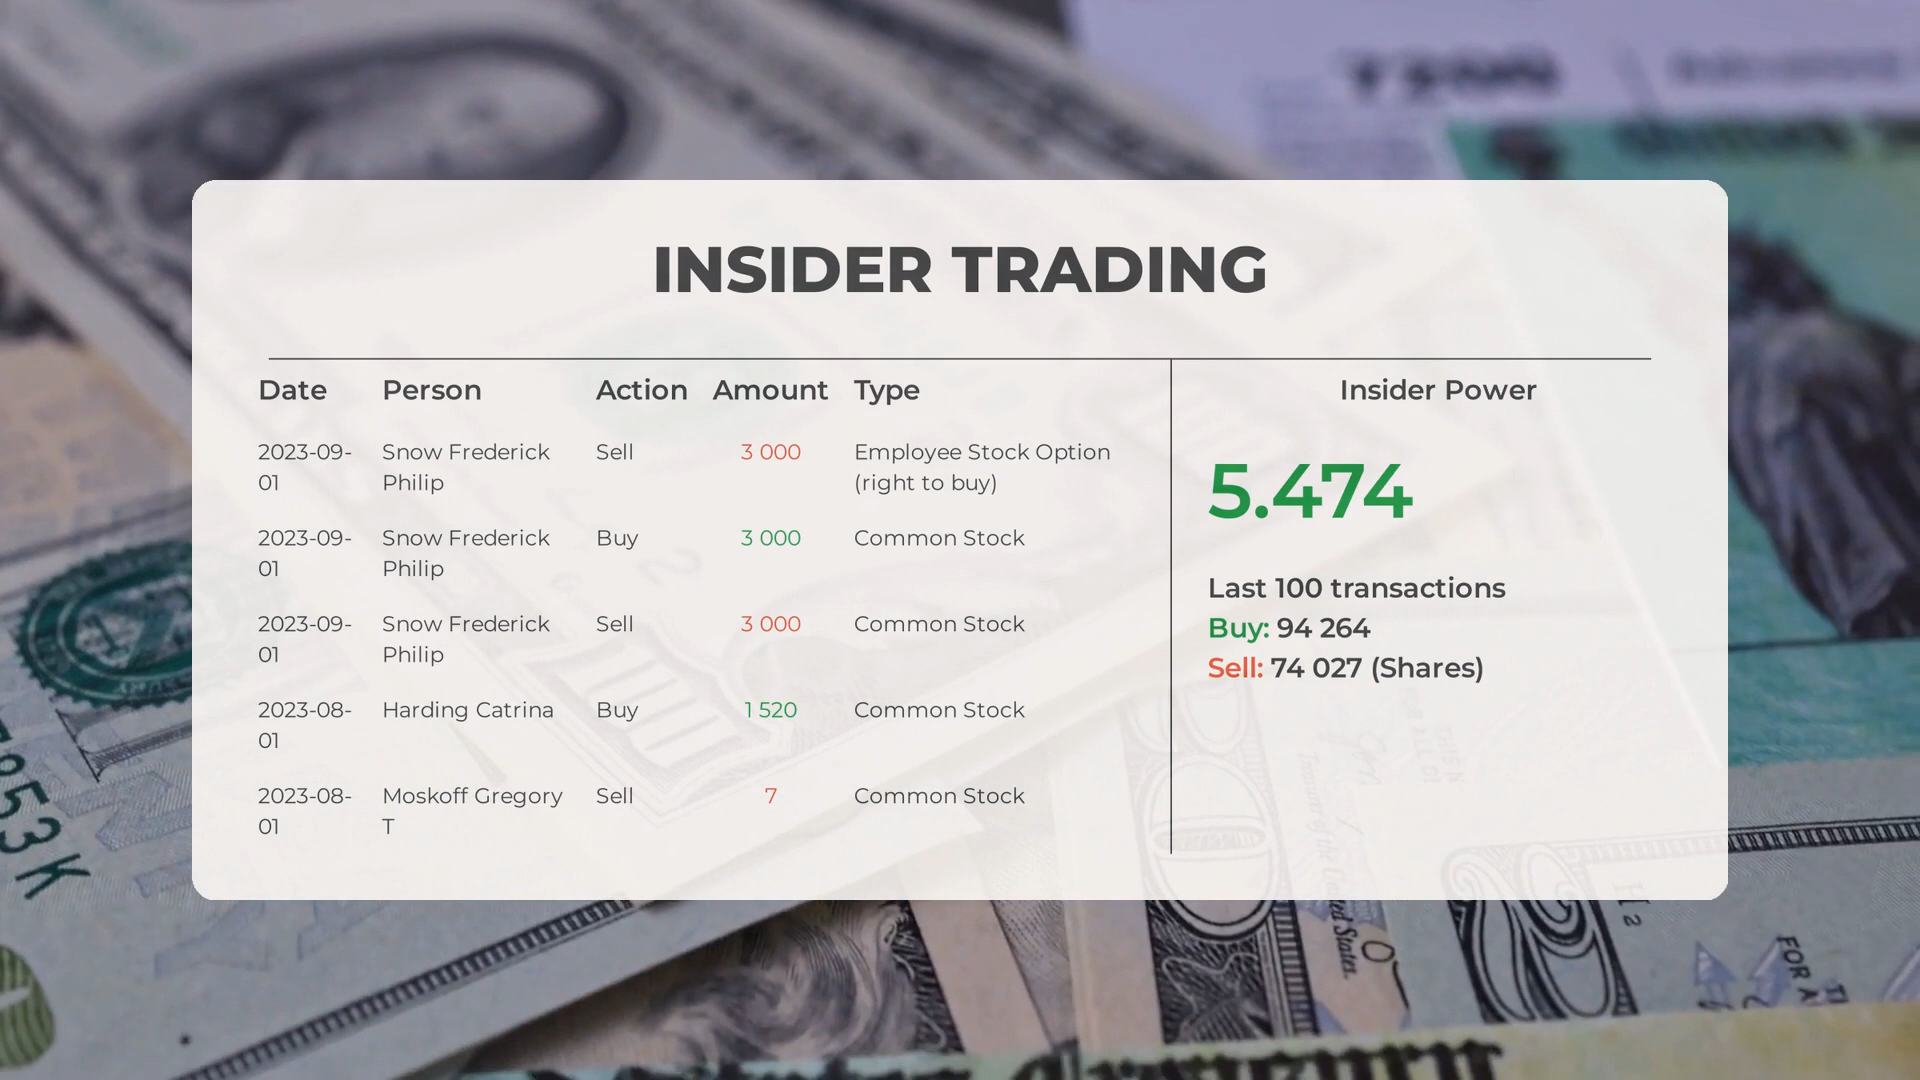 INSIDER TRADING
Date Person Action Amount Type
2023-09-
01
Snow Frederick
Philip
Sell
3 000
Employee Stock Option
(right to buy)
2023-09-
01
Snow Frederick
Philip
Buy
3 000
Common Stock
2023-09-
01
Snow Frederick
Philip
Sell
3 000
Common Stock
2023-08-
01
Harding Catrina
Buy
1 520
Common Stock
2023-08-
01
Moskoff Gregory
T
Sell
7
Common Stock
Insider Power
5.474
Last 100 transactions
Buy: 94 264
Sell: 74 027 (Shares)